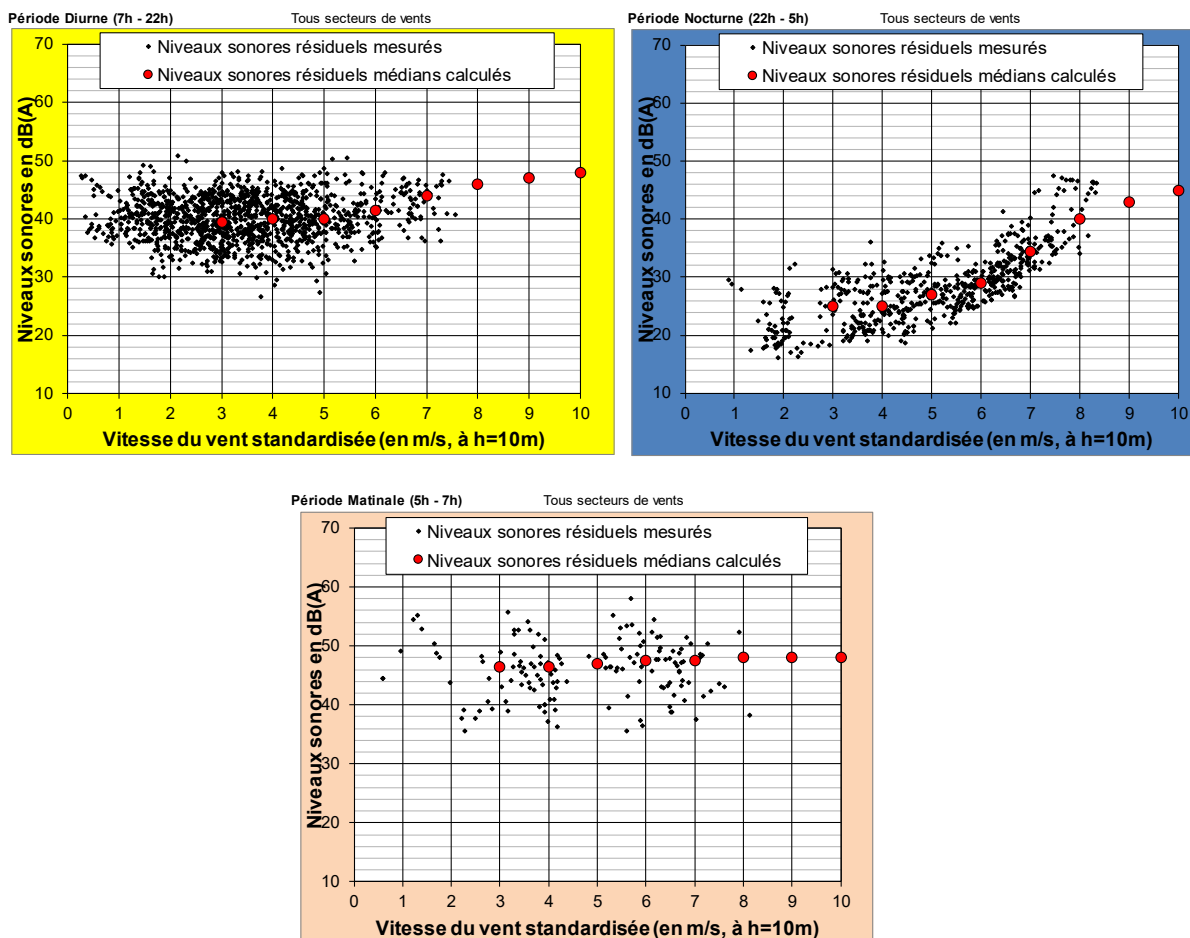 Période Diurne (7h - 22h) Tous secteurs de vents
Niveaux sonores résiduels mesurés
Niveaux sonores résiduels médians calculés
Niveaux sonores en dB(A)
70
60
50
40
30
20
10
0 1 2 3 4 5 6 7 8 9 10
Vitesse du vent standardisée (en m/s, à h=10m)
Période Nocturne (22h - 5h) Tous secteurs de vents
Niveaux sonores résiduels mesurés
Niveaux sonores résiduels médians calculés
Niveaux sonores en dB(A)
70
60
50
40
30
20
10
0 1 2 3 4 5 6 7 8 9 10
Vitesse du vent standardisée (en m/s, à h=10m)
Période Matinale (5h - 7h) Tous secteurs de vents
Niveaux sonores résiduels mesurés
Niveaux sonores résiduels médians calculés
Niveaux sonores en dB(A)
70
60
50
40
30
20
10
0 1 2 3 4 5 6 7 8 9 10
Vitesse du vent standardisée (en m/s, à h=10m)